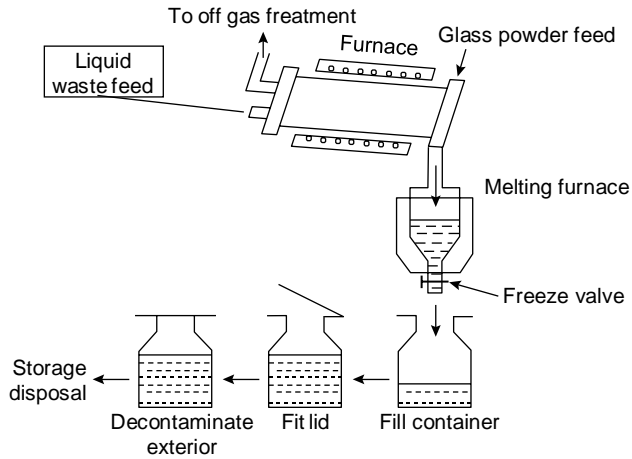 To off gas freatment
Furnace
Glass powder feed
Liquid
waste feed
Melting furnace
Freeze valve
Storage
disposal
Decontaminate
exterior
Fit lid
Fill container